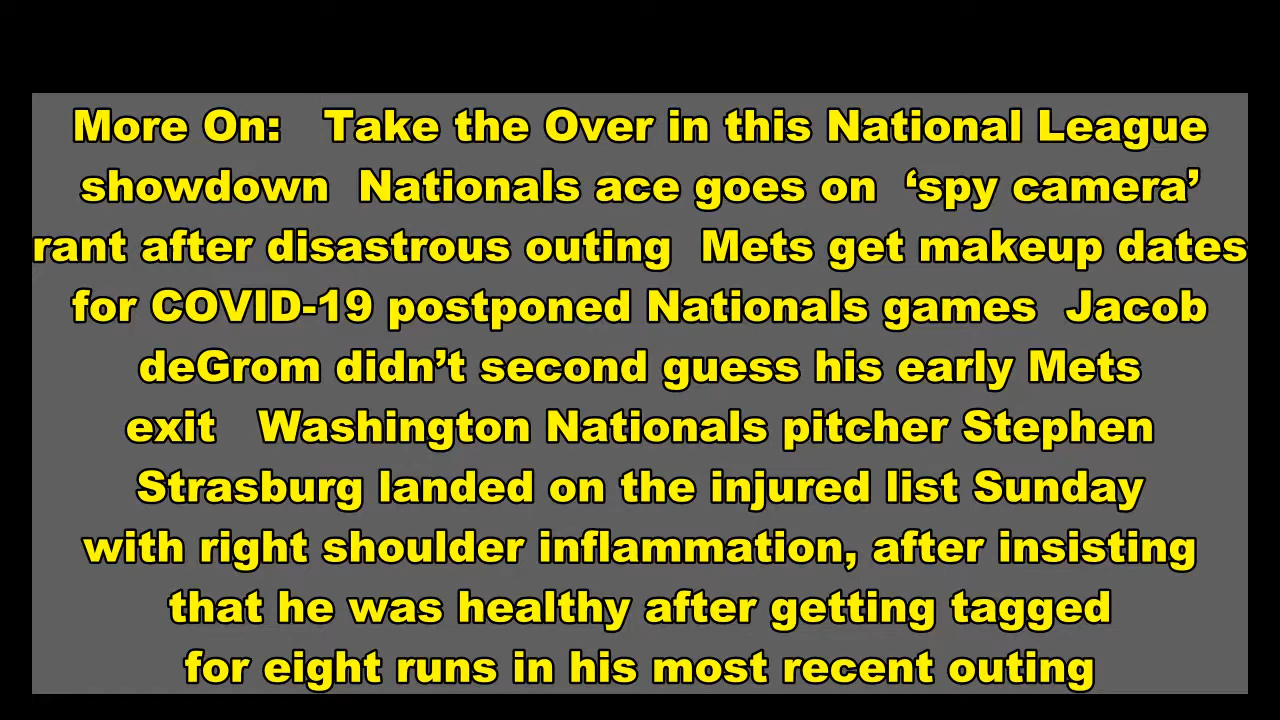 More On: Take the Over in this National League
showdown Nationals ace goes on ‘spy camera’
rant after disastrous outing Mets get makeup dates
for COVID-19 postponed Nationals games Jacob
deGrom didn’t second guess his early Mets
exit Washington Nationals pitcher Stephen
Strasburg landed on the injured list Sunday
with right shoulder inflammation, after insisting
that he was healthy after getting tagged
for eight runs in his most recent outing